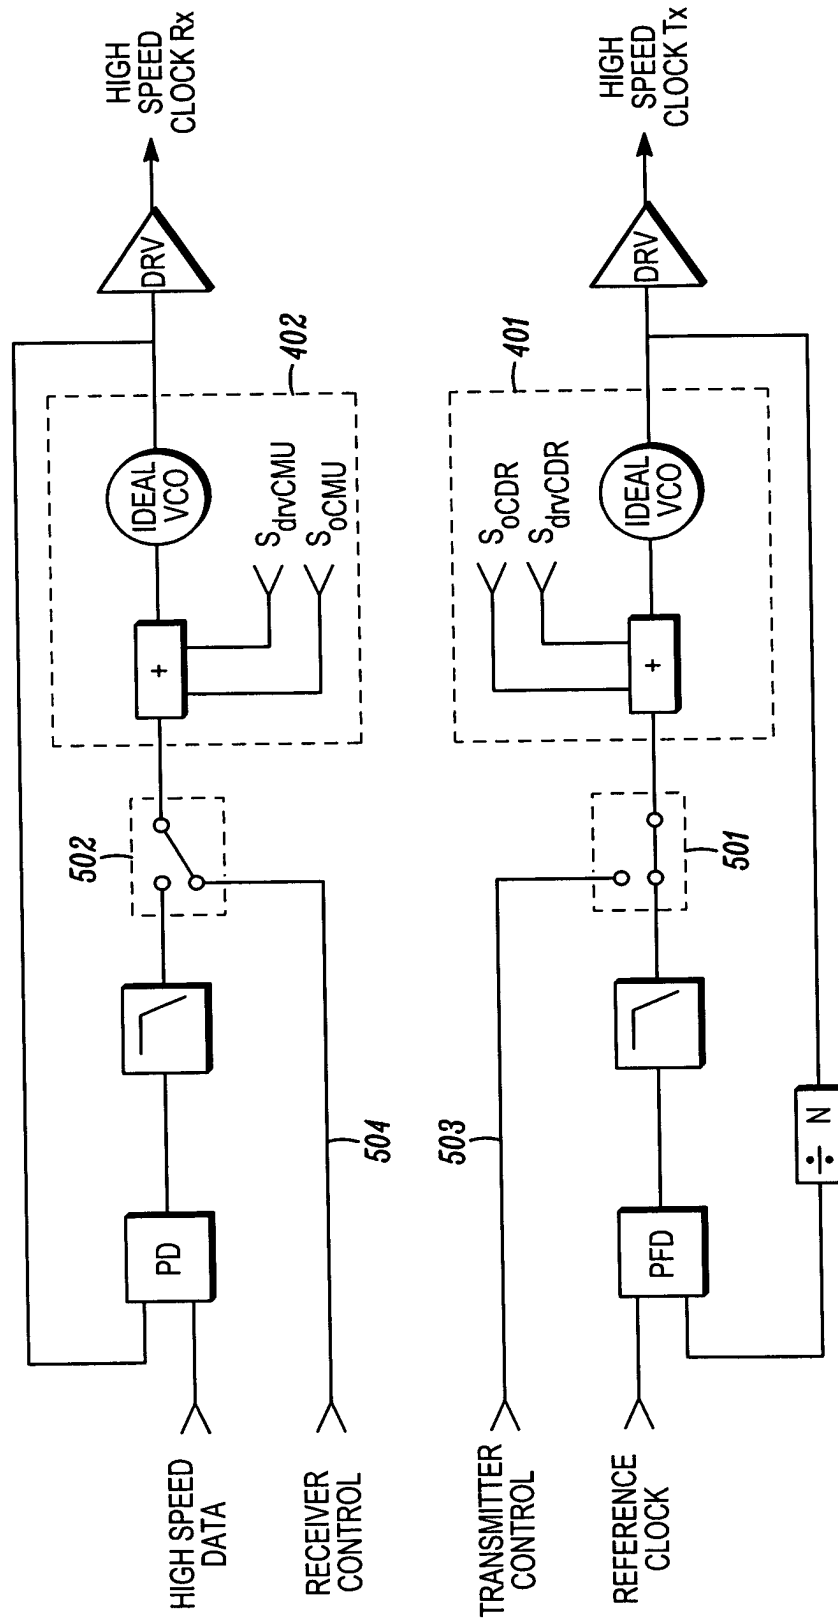 HIGH SPEED
DATA
PD
502
IDEAL
VCO
+
S_drvCMU
S_oCMU
402
DRV
HIGH
SPEED
CLOCK Rx
RECEIVER
CONTROL
504
TRANSMITTER
CONTROL
503
REFERENCE
CLOCK
PFD
501
+
S_oCDR
S_drvCDR
IDEAL
VCO
401
DRV
HIGH
SPEED
CLOCK Tx
÷ N